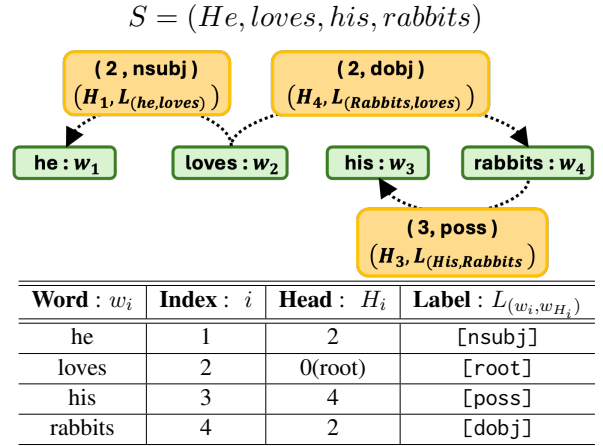 S = (He, loves, his, rabbits)
( 2 , nsubj )
(H₁, L₍he,loves₎)
(2, dobj )
(H₄, L₍Rabbits,loves₎)
he : w₁
loves : w₂
his : w₃
rabbits : w₄
( 3, poss )
(H₃, L₍His,Rabbits
Word : wᵢ | Index : i | Head : Hᵢ | Label : L_(wᵢ,w_Hᵢ)
he | 1 | 2 | [nsubj]
loves | 2 | 0(root) | [root]
his | 3 | 4 | [poss]
rabbits | 4 | 2 | [dobj]